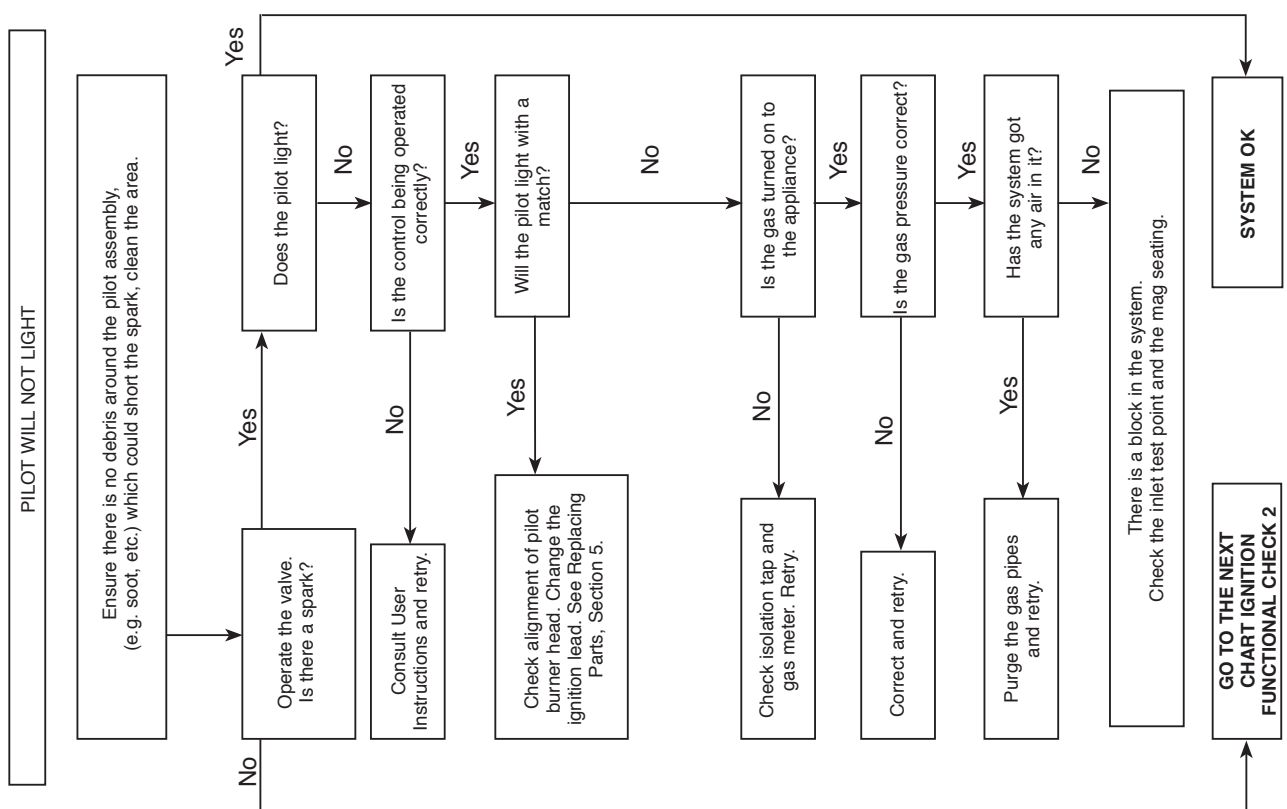 PILOT WILL NOT LIGHT
Ensure there is no debris around the pilot assembly,
(e.g. soot, etc.) which could short the spark, clean the area.
Operate the valve.
Is there a spark?
Yes
No
Does the pilot light?
Yes
No
Is the control being operated
correctly?
No
Consult User
Instructions and retry.
Yes
Will the pilot light with a
match?
Yes
Check alignment of pilot
burner head. Change the
ignition lead. See Replacing
Parts, Section 5.
No
Is the gas turned on to
the appliance?
No
Check isolation tap and
gas meter. Retry.
Yes
Is the gas pressure correct?
No
Correct and retry.
Yes
Has the system got
any air in it?
Yes
Purge the gas pipes
and retry.
No
There is a block in the system.
Check the inlet test point and the mag seating.
GO TO THE NEXT
CHART IGNITION
FUNCTIONAL CHECK 2
SYSTEM OK